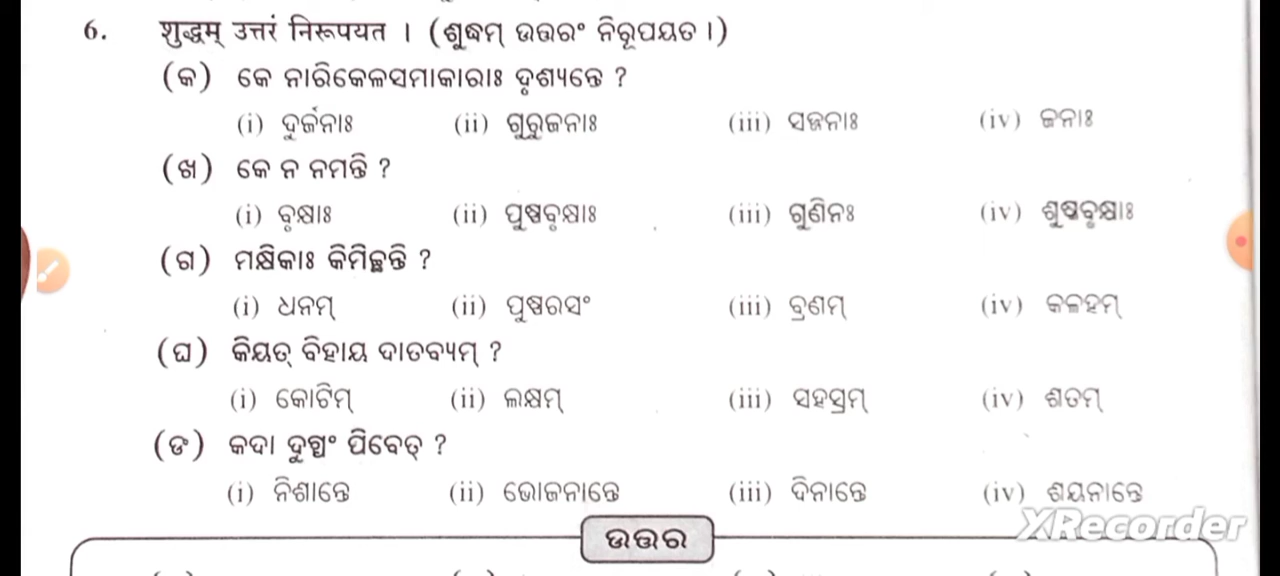 6. शुद्धम् उत्तरं निरूपयत । (ଶୁଦ୍ଧମ୍ ଉତ୍ତରଂ ନିରୂପୟତ ।)
(କ) କେ ନାରିକେଳସମାକାରାଃ ଦୃଶ୍ୟନ୍ତେ ?
(i) ଦୁର୍ଜନାଃ (ii) ଗୁରୁଜନାଃ (iii) ସଜ୍ଜନାଃ (iv) ଜନାଃ
(ଖ) କେ ନ ନମନ୍ତି ?
(i) ବୃକ୍ଷାଃ (ii) ପୁଷ୍ପବୃକ୍ଷାଃ (iii) ଗୁଣିନଃ (iv) ଶୁଷ୍କବୃକ୍ଷାଃ
(ଗ) ମକ୍ଷିକାଃ କିମିଚ୍ଛନ୍ତି ?
(i) ଧନମ୍ (ii) ପୁଷ୍ପରସଂ (iii) ବ୍ରଣମ୍ (iv) କଳହମ୍
(ଘ) କିୟତ୍ ବିହାୟ ଦାତବ୍ୟମ୍ ?
(i) କୋଟିମ୍ (ii) ଲକ୍ଷମ୍ (iii) ସହସ୍ରମ୍ (iv) ଶତମ୍
(ଙ) କଦା ଦୁଗ୍ଧଂ ପିବେତ୍ ?
(i) ନିଶାନ୍ତେ (ii) ଭୋଜନାନ୍ତେ (iii) ଦିନାନ୍ତେ (iv) ଶୟନାନ୍ତେ
XRecorder
ଉତ୍ତର